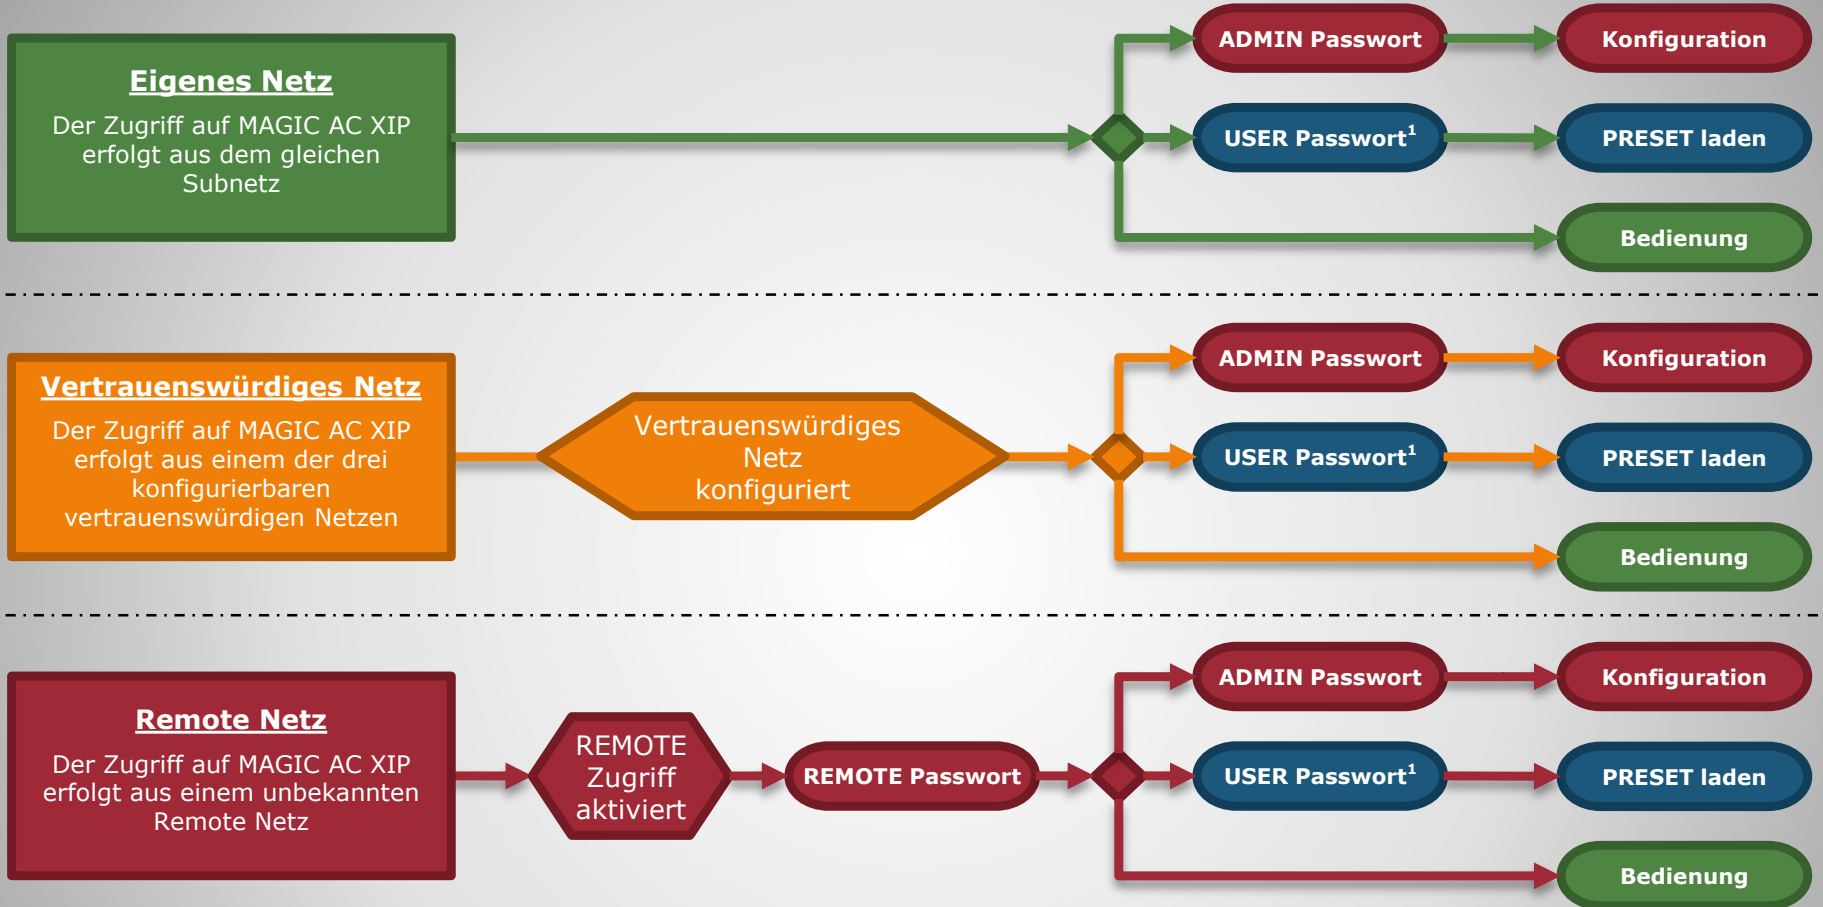 Eigenes Netz
Der Zugriff auf MAGIC AC XIP
erfolgt aus dem gleichen
Subnetz
ADMIN Passwort
Konfiguration
USER Passwort¹
PRESET laden
Bedienung
Vertrauenswürdiges Netz
Der Zugriff auf MAGIC AC XIP
erfolgt aus einem der drei
konfigurierbaren
vertrauenswürdigen Netzen
Vertrauenswürdiges
Netz
konfiguriert
ADMIN Passwort
Konfiguration
USER Passwort¹
PRESET laden
Bedienung
Remote Netz
Der Zugriff auf MAGIC AC XIP
erfolgt aus einem unbekannten
Remote Netz
REMOTE
Zugriff
aktiviert
REMOTE Passwort
ADMIN Passwort
Konfiguration
USER Passwort¹
PRESET laden
Bedienung